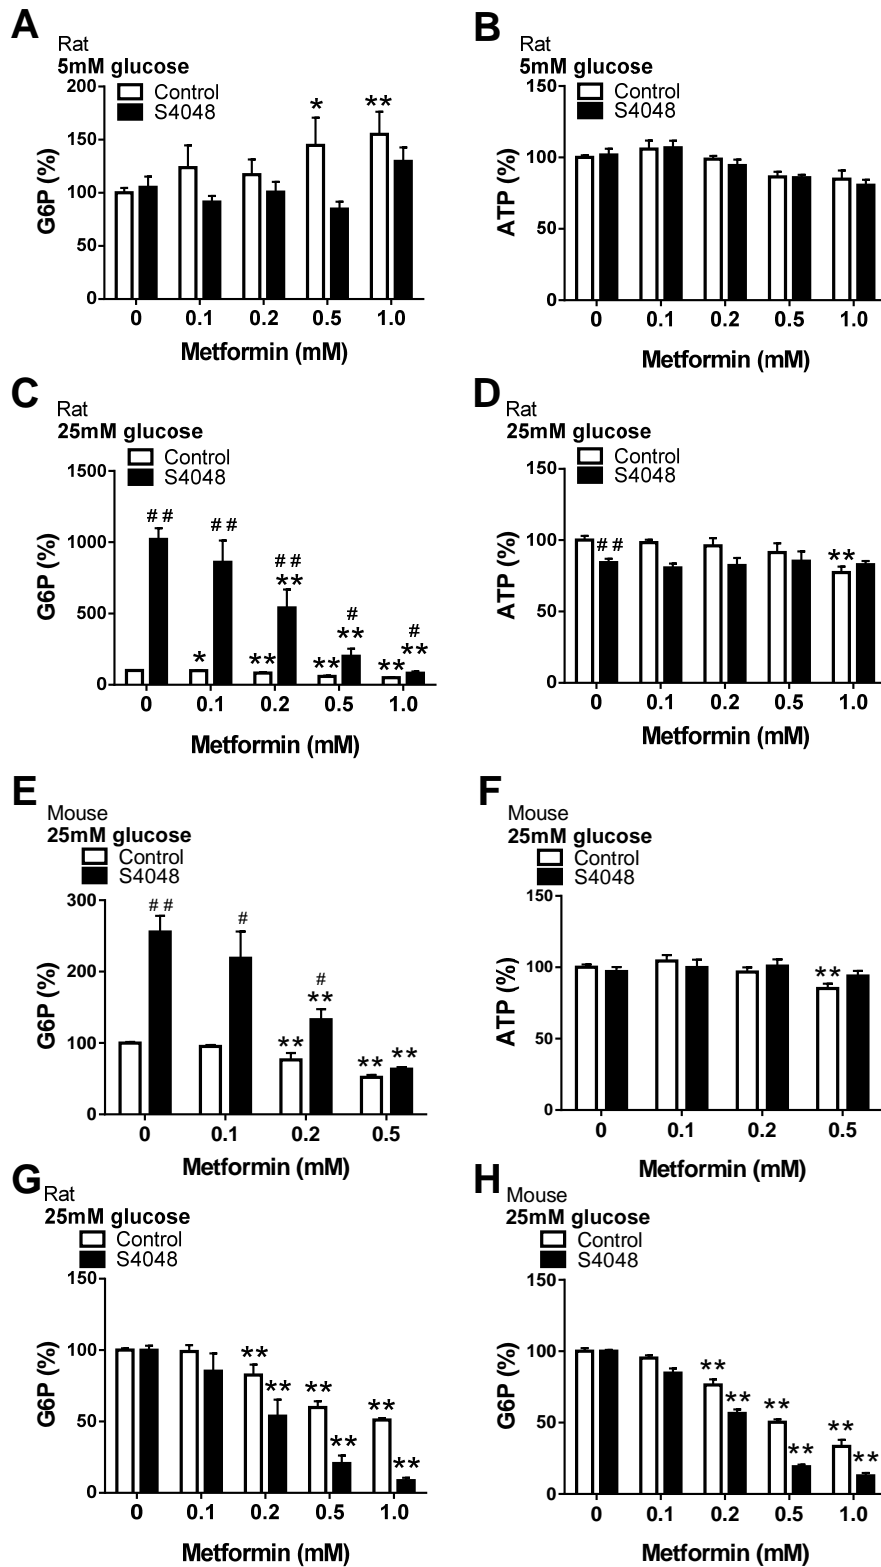 A
Rat
5mM glucose
Control
S4048
G6P (%)
200
150
100
50
0
* **
0 0.1 0.2 0.5 1.0
Metformin (mM)
B
Rat
5mM glucose
Control
S4048
ATP (%)
150
100
50
0
0 0.1 0.2 0.5 1.0
Metformin (mM)
C
Rat
25mM glucose
Control
S4048
G6P (%)
1500
1000
500
0
##
##
##
**
#
**
#
**
* ** ** **
0 0.1 0.2 0.5 1.0
Metformin (mM)
D
Rat
25mM glucose
Control
S4048
ATP (%)
150
100
50
0
## **
0 0.1 0.2 0.5 1.0
Metformin (mM)
E
Mouse
25mM glucose
Control
S4048
G6P (%)
300
200
100
0
##
#
#
**
** ** **
0 0.1 0.2 0.5
Metformin (mM)
F
Mouse
25mM glucose
Control
S4048
ATP (%)
150
100
50
0
**
0 0.1 0.2 0.5
Metformin (mM)
G
Rat
25mM glucose
Control
S4048
G6P (%)
150
100
50
0
** ** ** ** ** **
0 0.1 0.2 0.5 1.0
Metformin (mM)
H
Mouse
25mM glucose
Control
S4048
G6P (%)
150
100
50
0
** ** ** ** ** **
0 0.1 0.2 0.5 1.0
Metformin (mM)